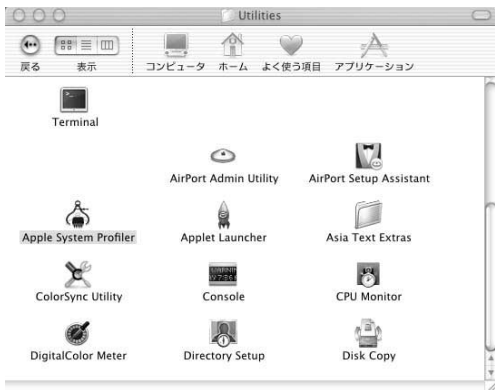 Utilities
戻る 表示 コンピュータ ホーム よく使う項目 アプリケーション
Terminal
AirPort Admin Utility AirPort Setup Assistant
Apple System Profiler Applet Launcher Asia Text Extras
ColorSync Utility Console CPU Monitor
DigitalColor Meter Directory Setup Disk Copy